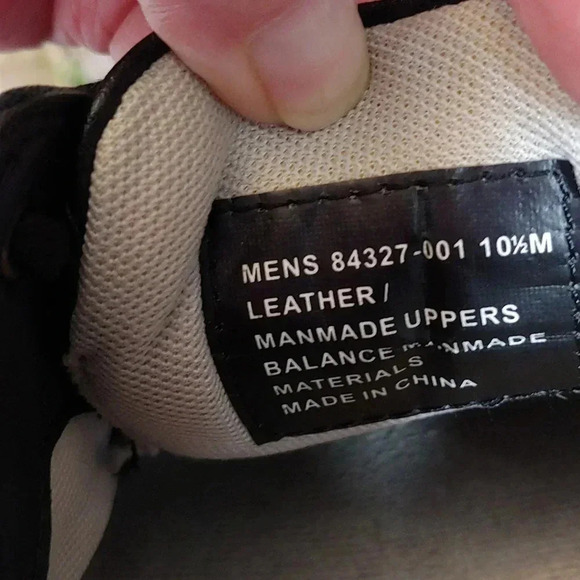 MENS 84327-001 10½M
LEATHER /
MANMADE UPPERS
BALANCE MANMADE
MATERIALS
MADE IN CHINA